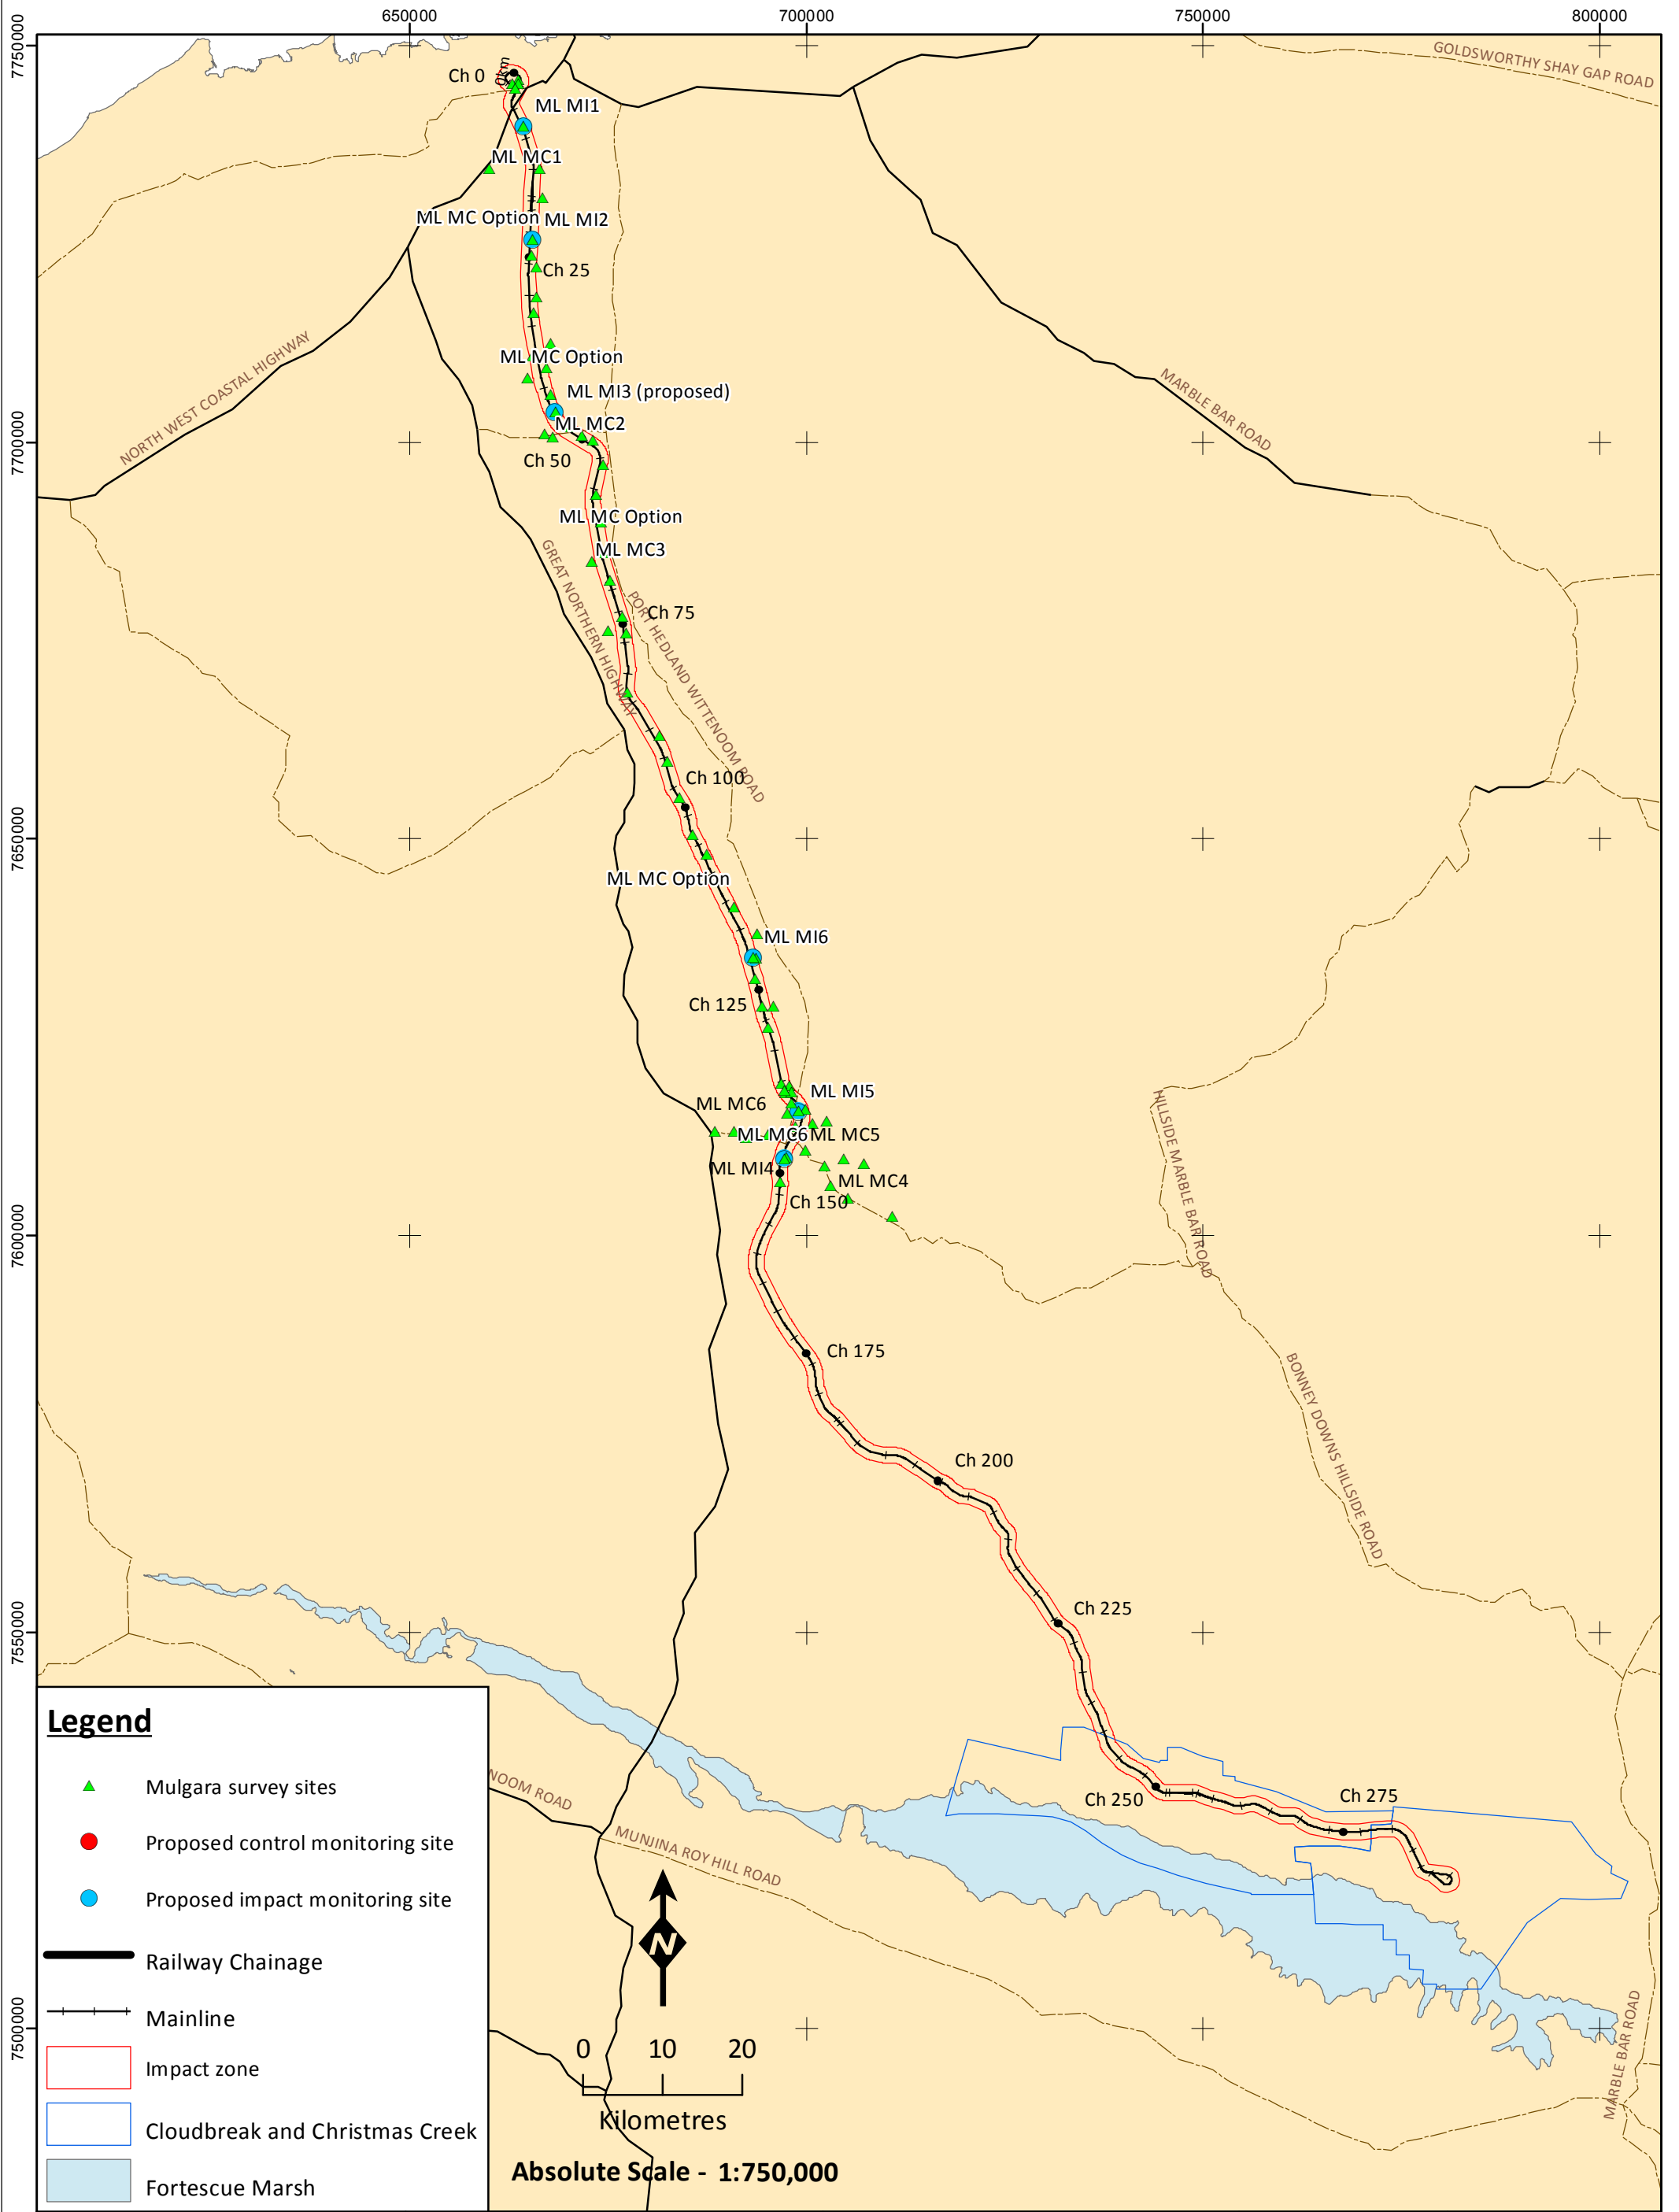 650000
700000
750000
800000
7750000
GOLDSWORTHY SHAY GAP ROAD
Ch 0
0km
ML MI1
ML MC1
ML MC Option
ML MI2
Ch 25
NORTH WEST COASTAL HIGHWAY
ML MC Option
ML MI3 (proposed)
MARBLE BAR ROAD
ML MC2
7700000
Ch 50
ML MC Option
ML MC3
GREAT NORTHERN HIGHWAY
PORT HEDLAND WITTENOOM ROAD
Ch 75
Ch 100
7650000
ML MC Option
ML MI6
Ch 125
ML MI5
ML MC6
ML MC6
ML MC5
ML MI4
ML MC4
Ch 150
HILLSIDE MARBLE BAR ROAD
7600000
Ch 175
BONNEY DOWNS HILLSIDE ROAD
Ch 200
Ch 225
7550000
Ch 250
Ch 275
NOOM ROAD
MUNJINA ROY HILL ROAD
MARBLE BAR ROAD
7500000
Legend
Mulgara survey sites
Proposed control monitoring site
Proposed impact monitoring site
Railway Chainage
Mainline
Impact zone
Cloudbreak and Christmas Creek
Fortescue Marsh
N
0 10 20
Kilometres
Absolute Scale - 1:750,000